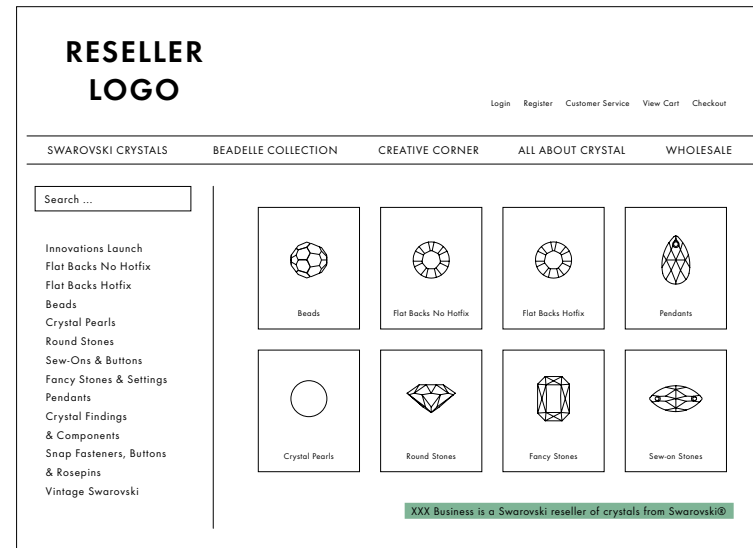 RESELLER
LOGO
Login Register Customer Service View Cart Checkout
SWAROVSKI CRYSTALS BEADELLE COLLECTION CREATIVE CORNER ALL ABOUT CRYSTAL WHOLESALE
Search ...
Innovations Launch
Flat Backs No Hotfix
Flat Backs Hotfix
Beads
Crystal Pearls
Round Stones
Sew-Ons & Buttons
Fancy Stones & Settings
Pendants
Crystal Findings
& Components
Snap Fasteners, Buttons
& Rosepins
Vintage Swarovski
Beads Flat Backs No Hotfix Flat Backs Hotfix Pendants
Crystal Pearls Round Stones Fancy Stones Sew-on Stones
XXX Business is a Swarovski reseller of crystals from Swarovski®